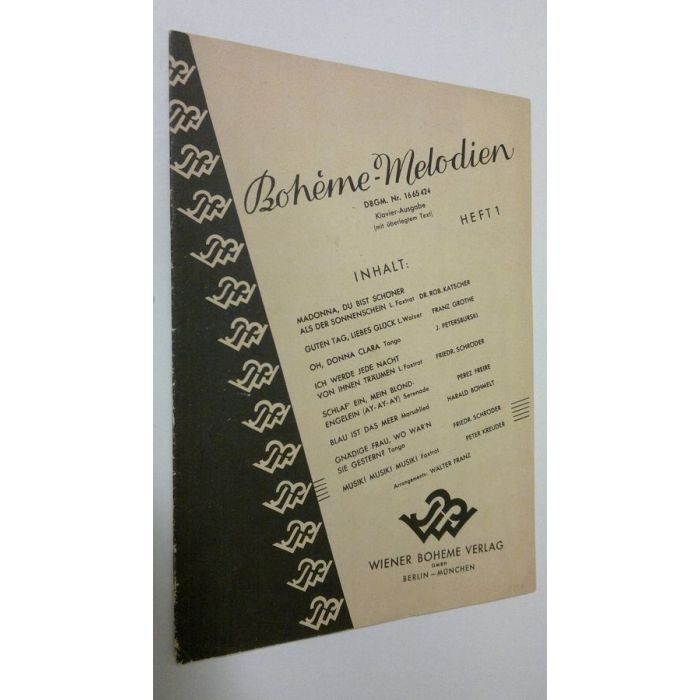 Bohème-Melodien
DBGM. Nr. 1665424
Klavier-Ausgabe
(mit überlegtem Text)
HEFT 1
INHALT:
MADONNA, DU BIST SCHÖNER
ALS DER SONNENSCHEIN L. Foxtrot DR. ROB. KATSCHER
GUTEN TAG, LIEBES GLÜCK L. Walzer FRANZ GROTHE
OH, DONNA CLARA Tango J. PETERSBURSKI
ICH WERDE JEDE NACHT
VON IHNEN TRÄUMEN L. Foxtrot FRIEDR. SCHRÖDER
SCHLAF' EIN, MEIN BLOND-
ENGELEIN (AY-AY-AY) Serenade PEREZ FREIRE
BLAU IST DAS MEER Marschlied HARALD BÖHMELT
GNÄDIGE FRAU, WO WAR'N
SIE GESTERN? Tango FRIEDR. SCHRÖDER
MUSIK! MUSIK! MUSIK! Foxtrot PETER KREUDER
Arrangements: WALTER FRANZ
WIENER BOHEME VERLAG
GMBH
BERLIN–MÜNCHEN